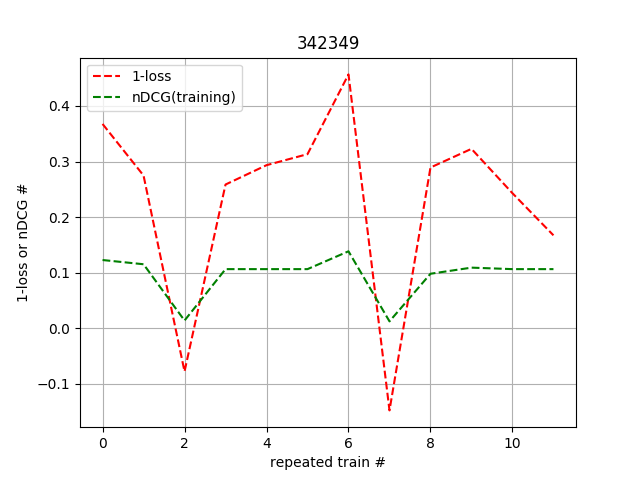 342349
1-loss
nDCG(training)
0.4
0.3
0.2
0.1
0.0
−0.1
1-loss or nDCG #
0 2 4 6 8 10
repeated train #